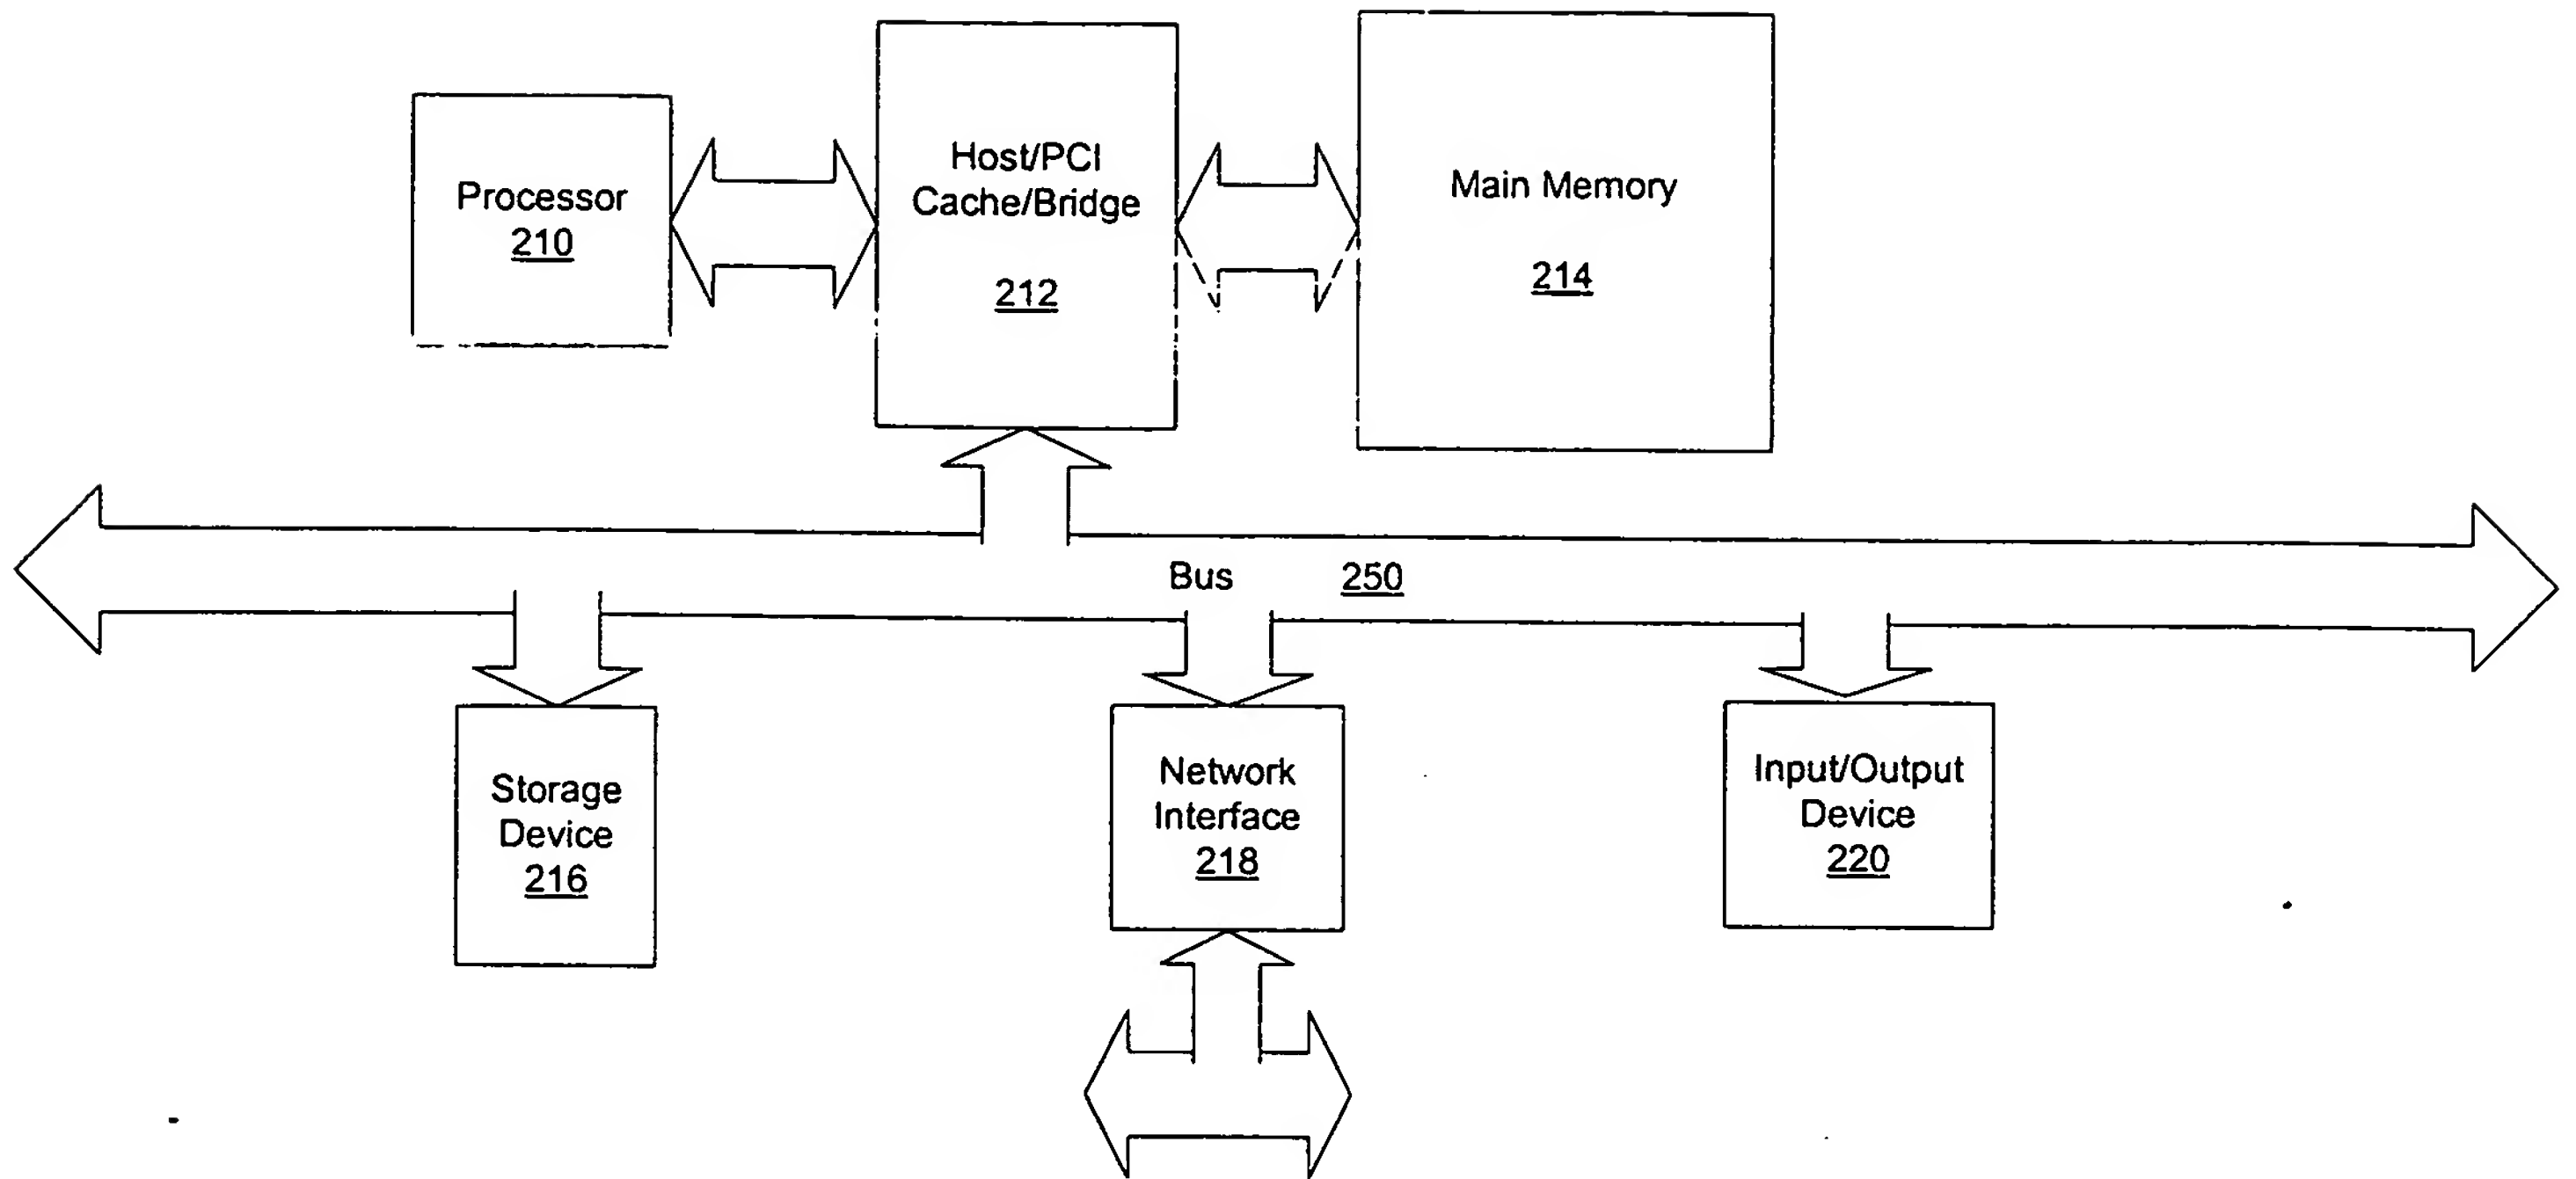 Processor
210
Host/PCI
Cache/Bridge
212
Main Memory
214
Bus 250
Storage
Device
216
Network
Interface
218
Input/Output
Device
220